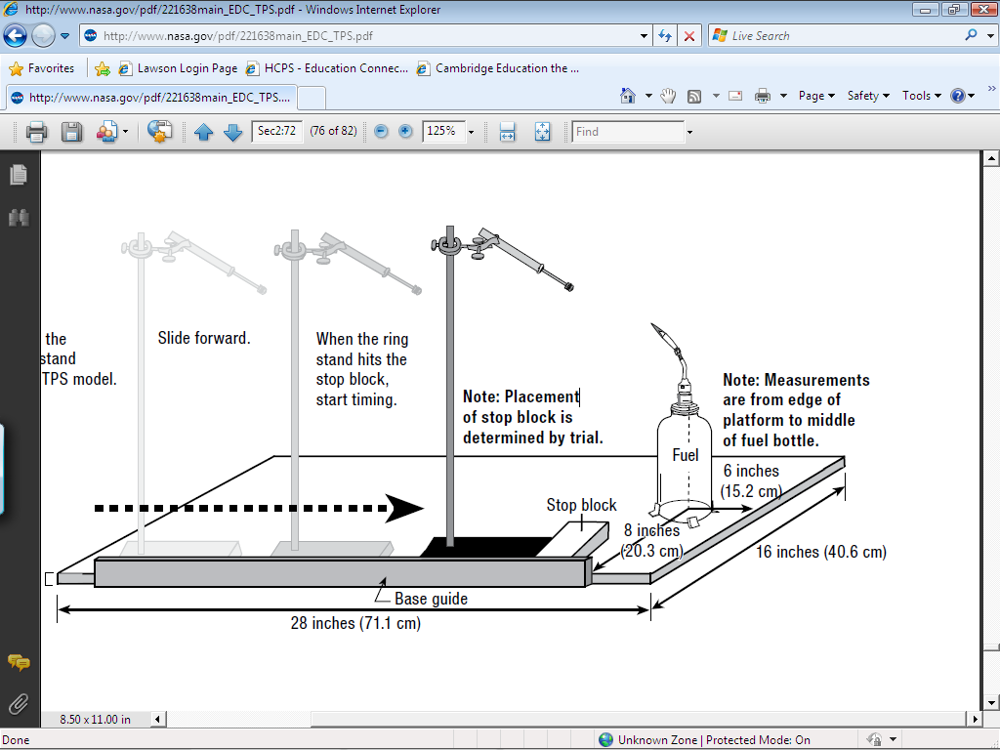 http://www.nasa.gov/pdf/221638main_EDC_TPS.pdf - Windows Internet Explorer
http://www.nasa.gov/pdf/221638main_EDC_TPS.pdf
Live Search
Favorites
Lawson Login Page
HCPS - Education Connec...
Cambridge Education the ...
http://www.nasa.gov/pdf/221638main_EDC_TPS....
Page
Safety
Tools
Sec2:72
(76 of 82)
125%
Find
the
stand
TPS model.
Slide forward.
When the ring
stand hits the
stop block,
start timing.
Note: Placement
of stop block is
determined by trial.
Note: Measurements
are from edge of
platform to middle
of fuel bottle.
Fuel
6 inches
(15.2 cm)
Stop block
8 inches
(20.3 cm)
16 inches (40.6 cm)
Base guide
28 inches (71.1 cm)
8.50 x 11.00 in
Done
Unknown Zone | Protected Mode: On